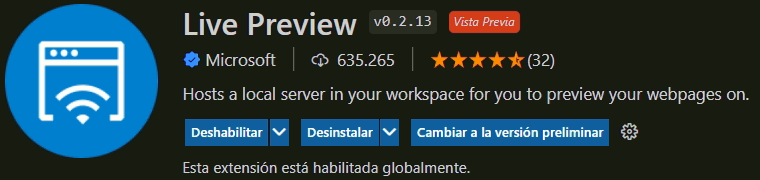 Live Preview v0.2.13 Vista Previa
Microsoft 635.265 (32)
Hosts a local server in your workspace for you to preview your webpages on.
Deshabilitar Desinstalar Cambiar a la versión preliminar
Esta extensión está habilitada globalmente.